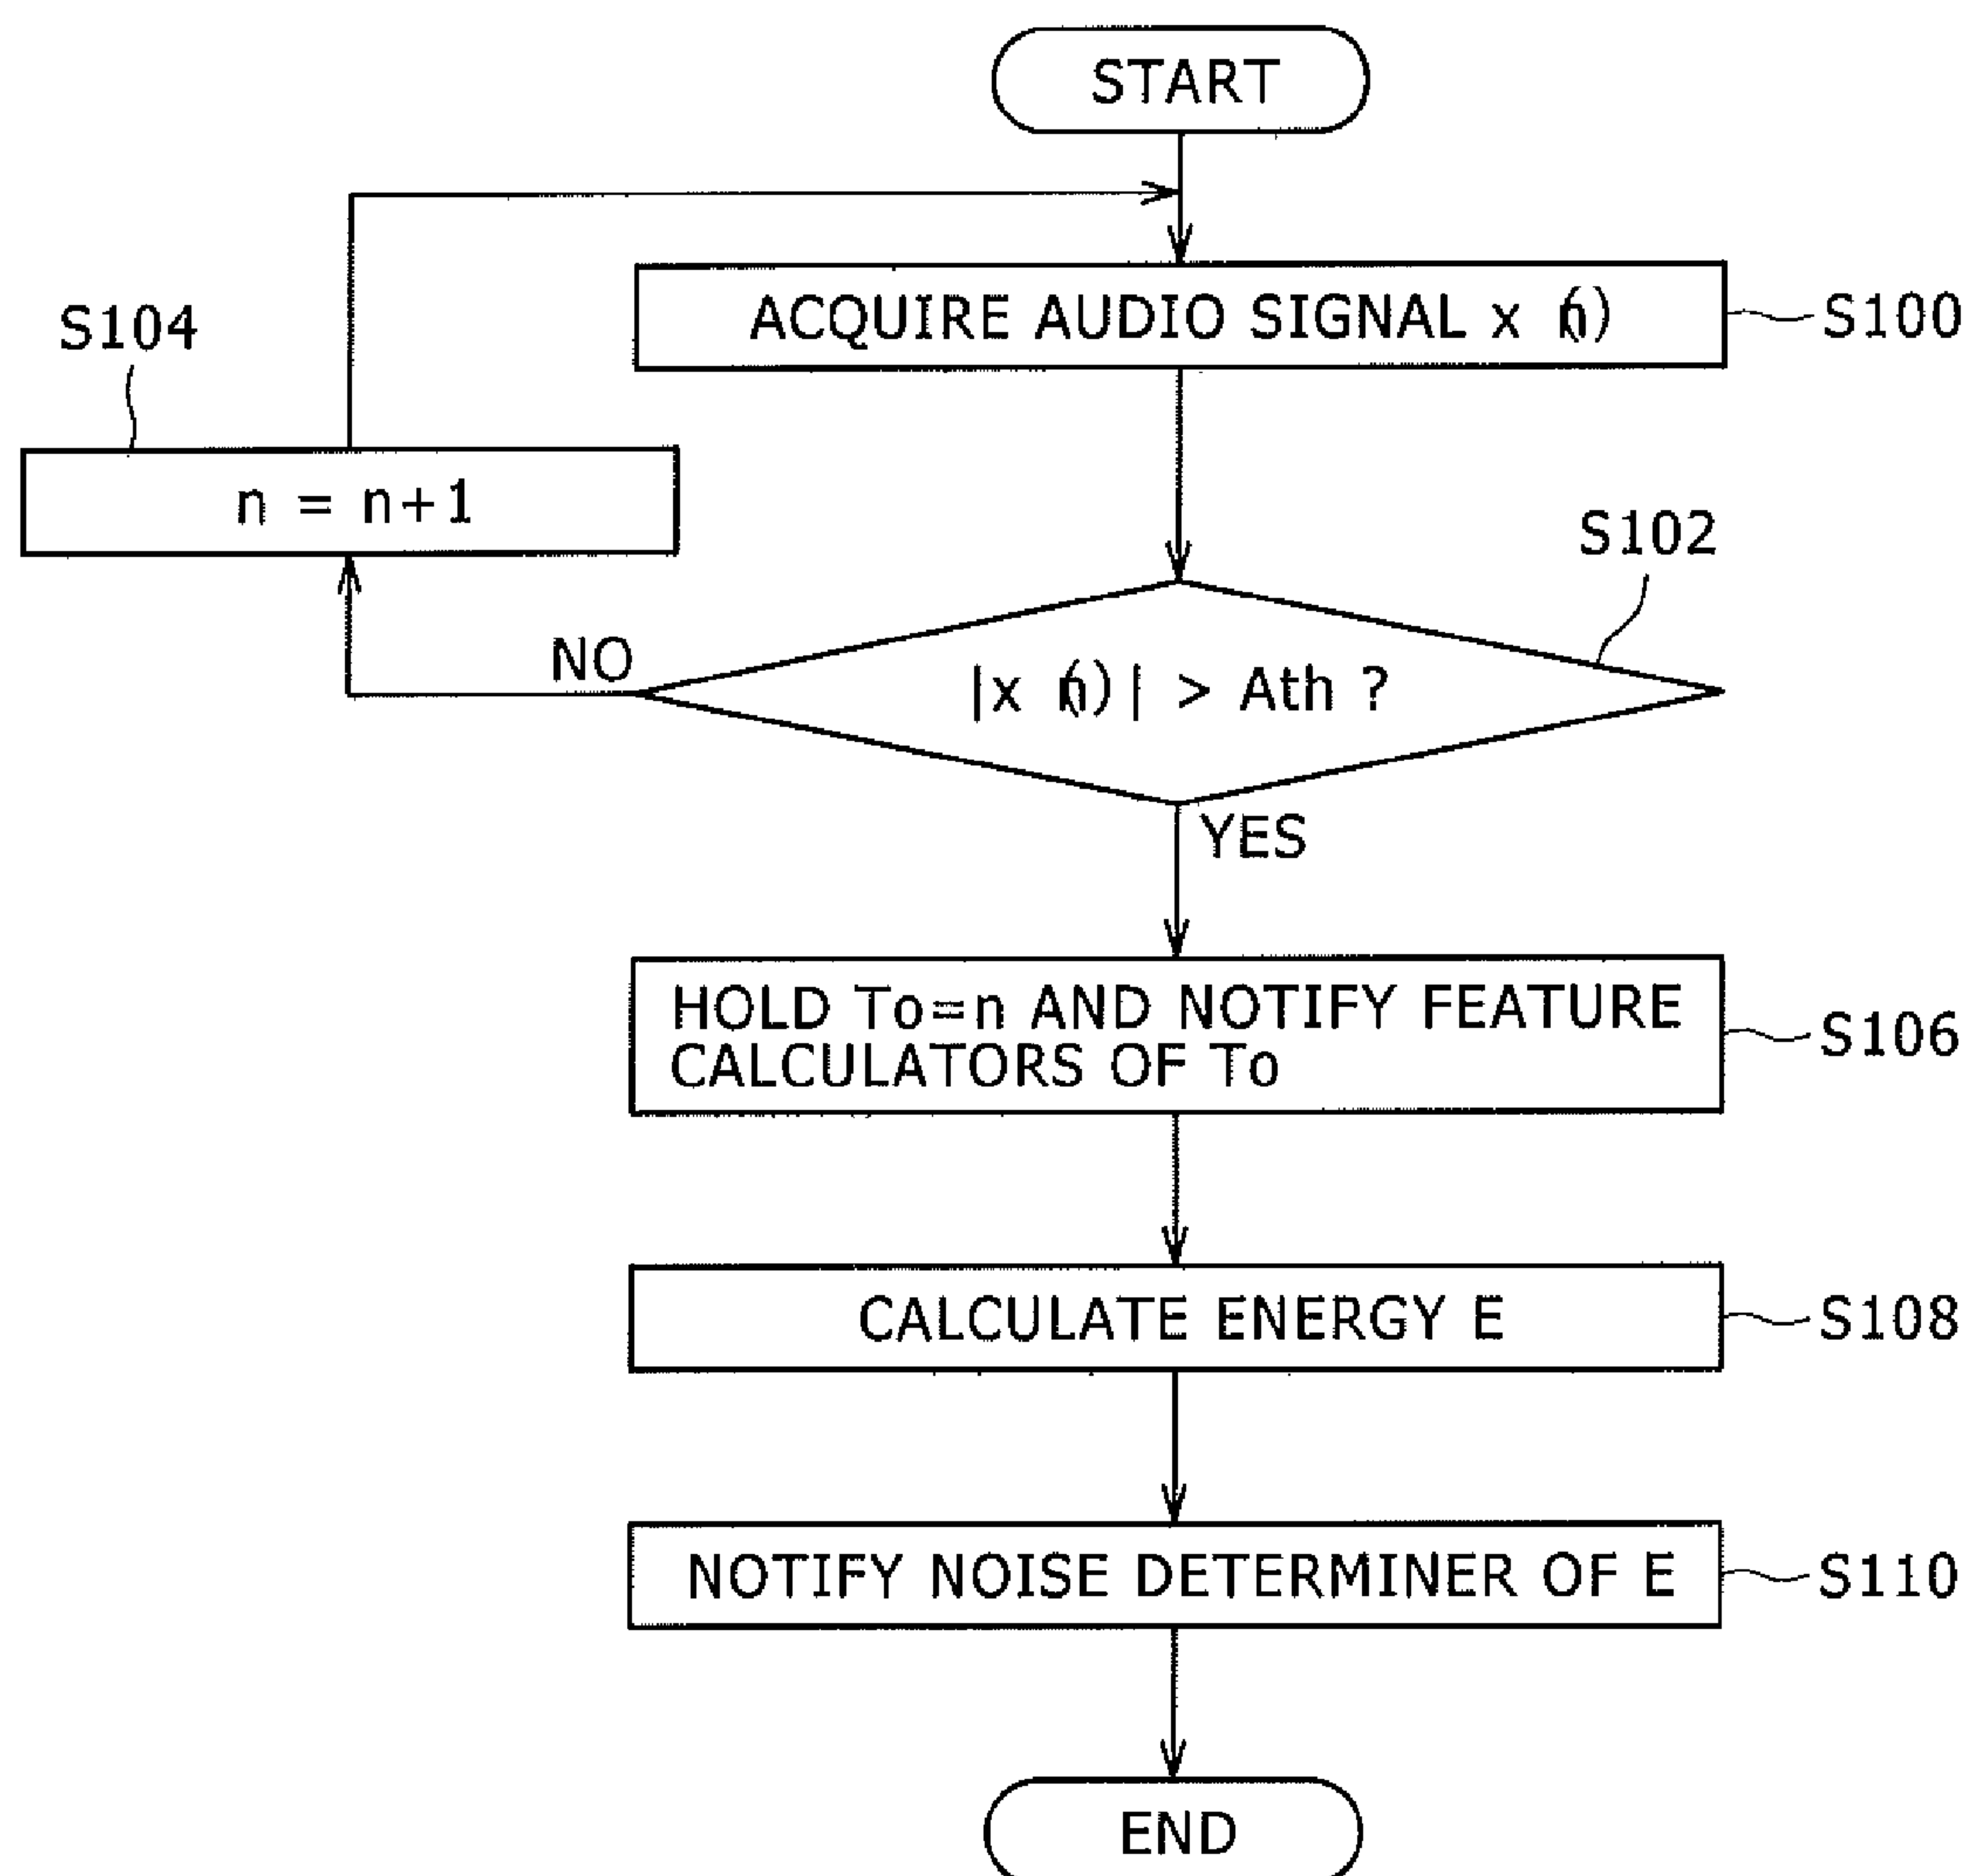 START
ACQUIRE AUDIO SIGNAL x (n)
S100
S104
n = n+1
S102
NO
|x (n)| > Ath ?
YES
HOLD To=n AND NOTIFY FEATURE
CALCULATORS OF To
S106
CALCULATE ENERGY E
S108
NOTIFY NOISE DETERMINER OF E
S110
END